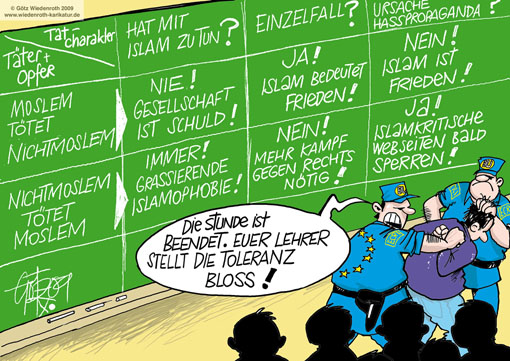 © Götz Wiedenroth 2009
www.wiedenroth-karikatur.de
Tat-
charakter
Täter +
Opfer
HAT MIT
ISLAM ZU TUN?
EINZELFALL?
URSACHE
HASSPROPAGANDA?
MOSLEM
TÖTET
NICHTMOSLEM
NIE!
GESELLSCHAFT
IST SCHULD!
JA!
ISLAM BEDEUTET
FRIEDEN!
NEIN!
ISLAM IST
FRIEDEN!
NICHTMOSLEM
TÖTET
MOSLEM
IMMER!
GRASSIERENDE
ISLAMOPHOBIE!
NEIN!
MEHR KAMPF
GEGEN RECHTS
NÖTIG!
JA!
ISLAMKRITISCHE
WEBSEITEN BALD
SPERREN!
DIE STUNDE IST
BEENDET. EUER LEHRER
STELLT DIE TOLERANZ
BLOSS!